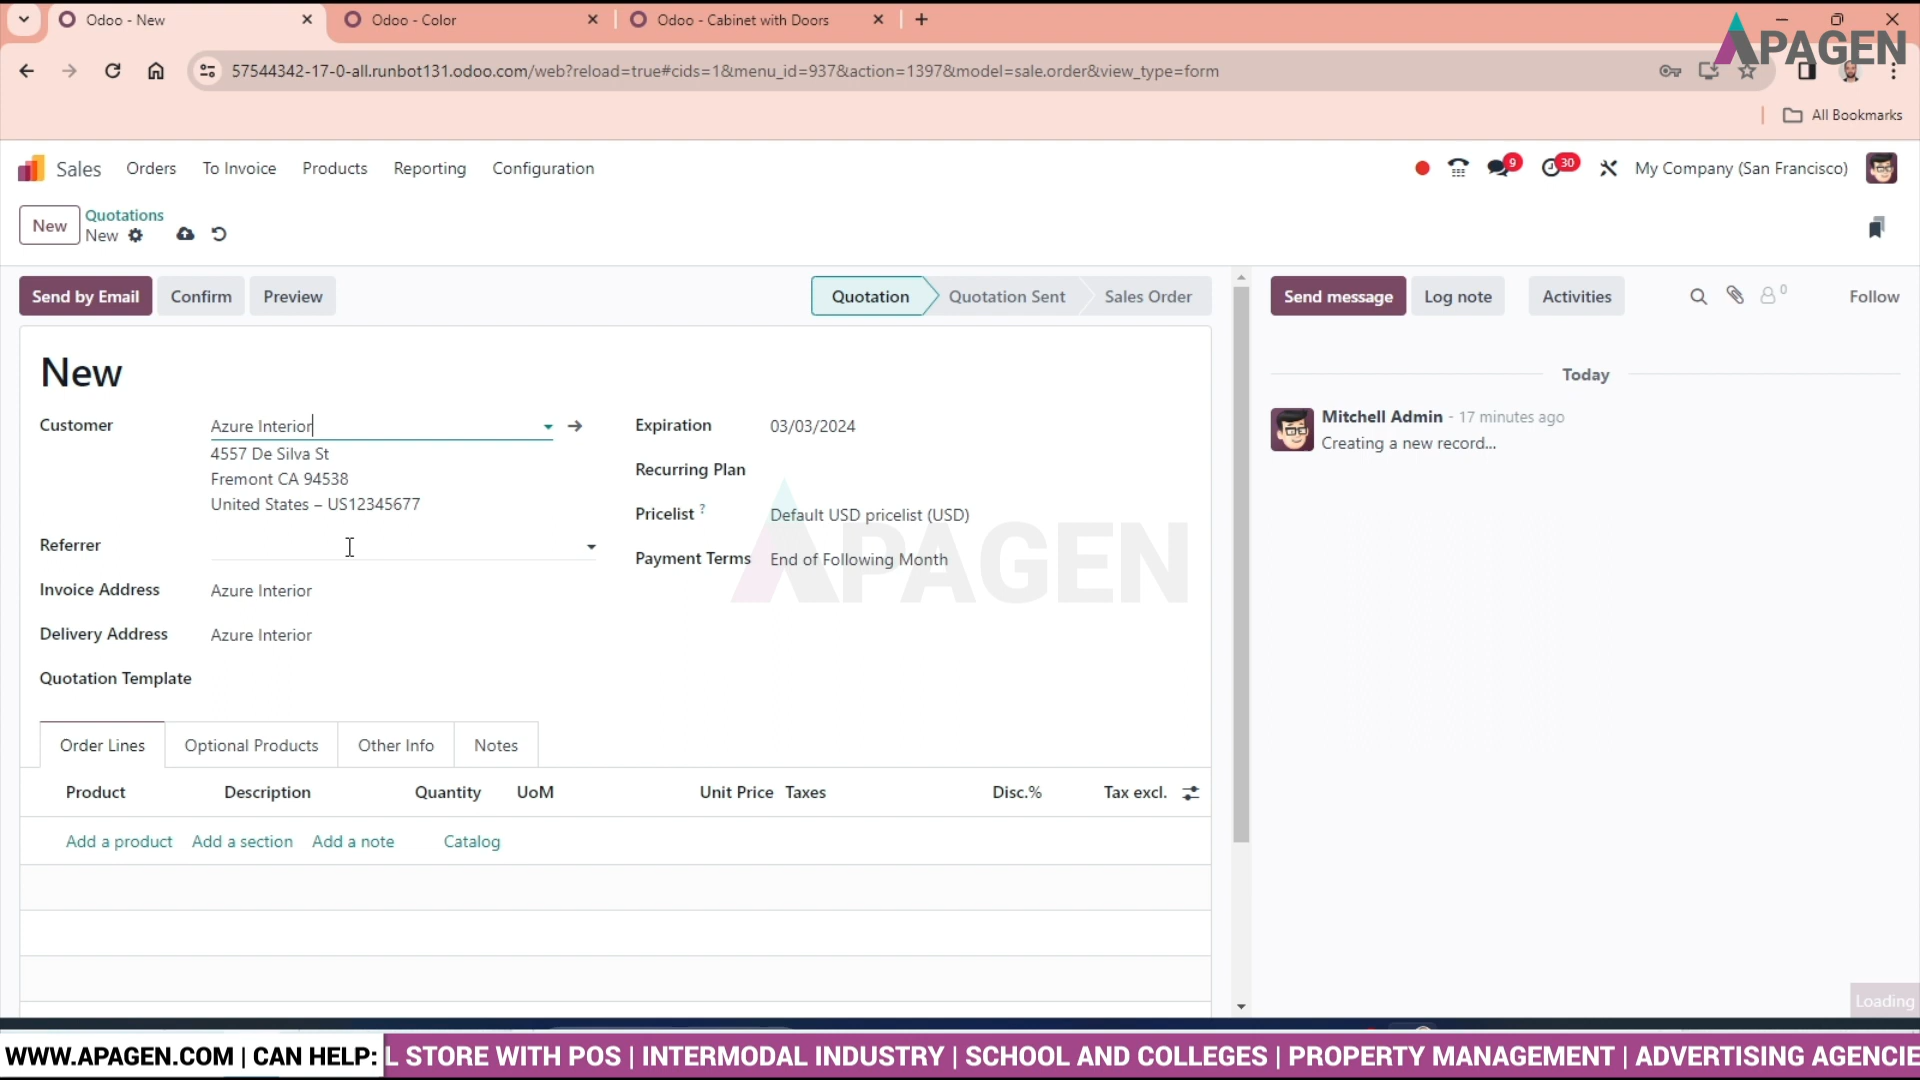 Odoo - New
Odoo - Color
Odoo - Cabinet with Doors
57544342-17-0-all.runbot131.odoo.com/web?reload=true#cids=1&menu_id=937&action=1397&model=sale.order&view_type=form
APAGEN
All Bookmarks
Sales Orders To Invoice Products Reporting Configuration
9 30 My Company (San Francisco)
New
Quotations
New
Send by Email Confirm Preview
Quotation Quotation Sent Sales Order
Send message Log note Activities 0 Follow
New
Customer Azure Interior
4557 De Silva St
Fremont CA 94538
United States – US12345677
Referrer
Invoice Address Azure Interior
Delivery Address Azure Interior
Quotation Template
Expiration 03/03/2024
Recurring Plan
Pricelist ? Default USD pricelist (USD)
Payment Terms End of Following Month
APAGEN
Today
Mitchell Admin - 17 minutes ago
Creating a new record...
Order Lines Optional Products Other Info Notes
Product Description Quantity UoM Unit Price Taxes Disc.% Tax excl.
Add a product Add a section Add a note Catalog
Loading
WWW.APAGEN.COM | CAN HELP: L STORE WITH POS | INTERMODAL INDUSTRY | SCHOOL AND COLLEGES | PROPERTY MANAGEMENT | ADVERTISING AGENCIE